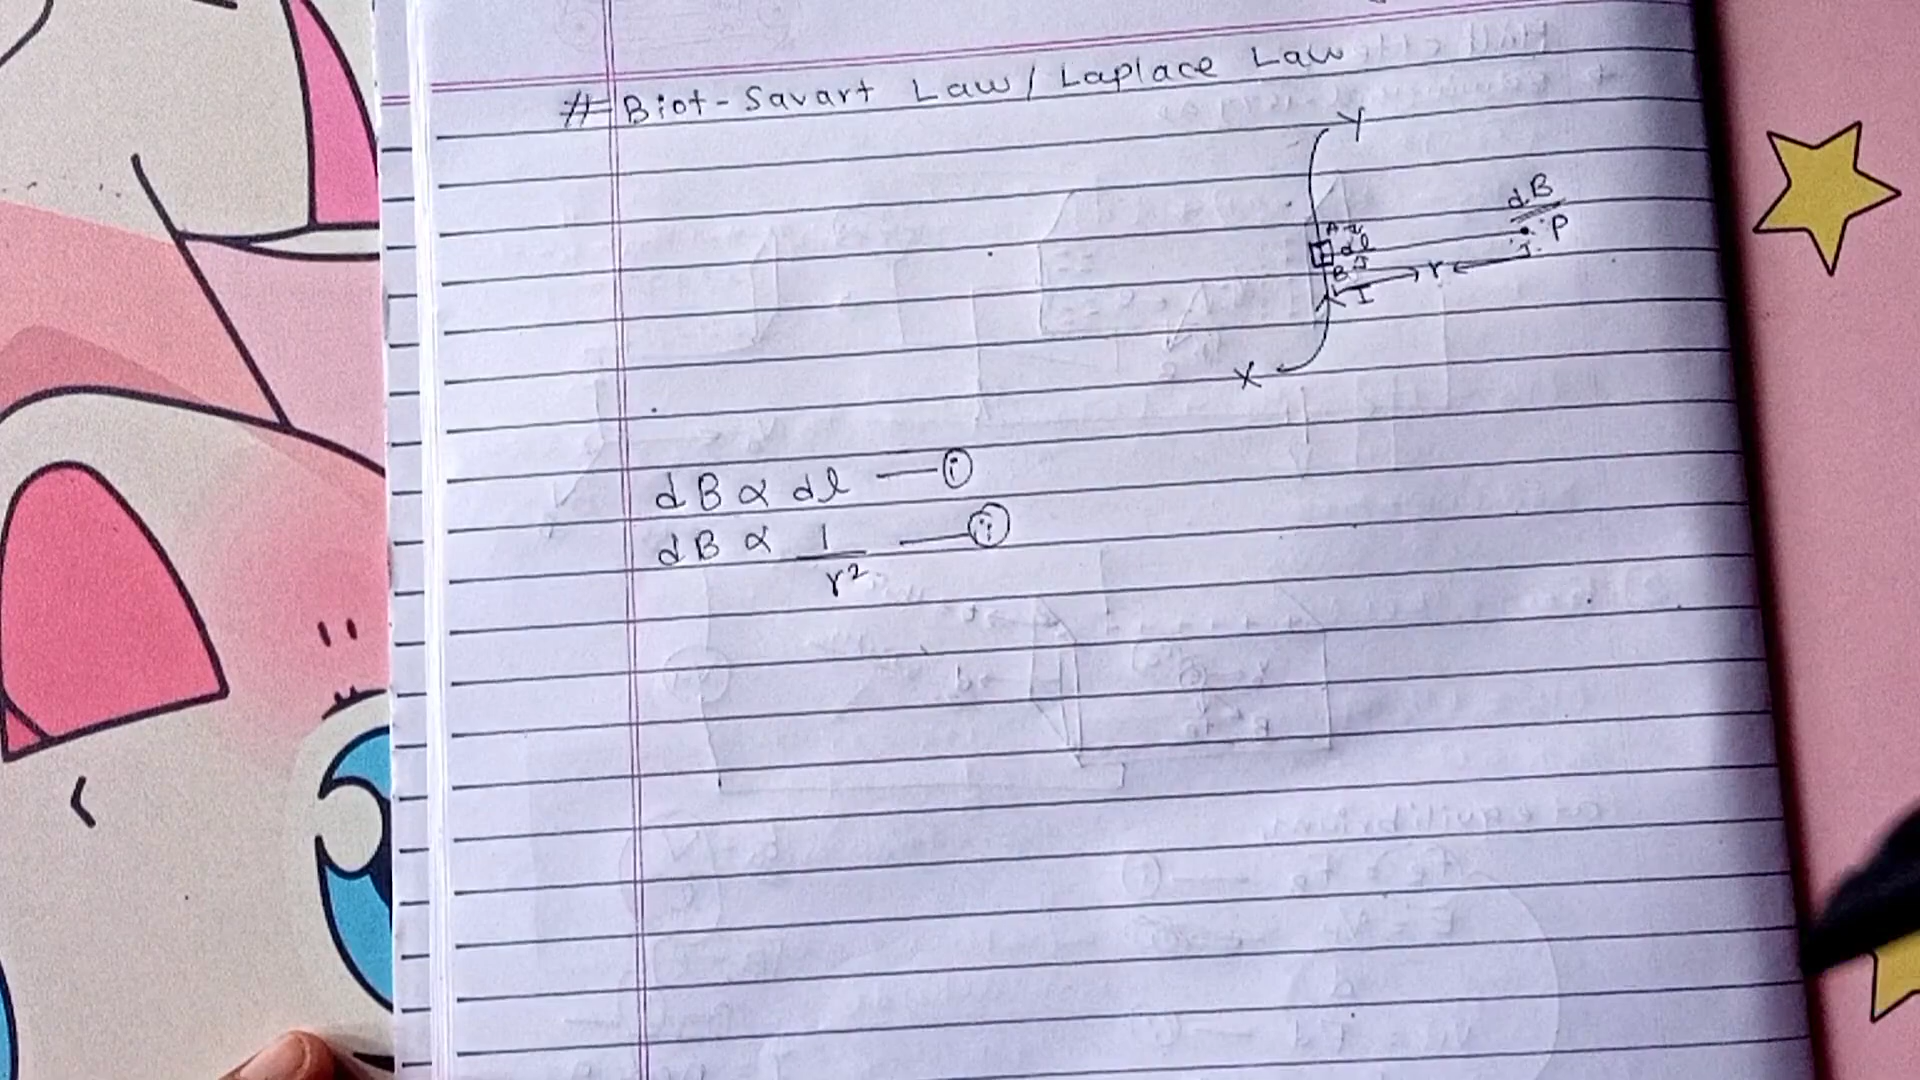 # Biot-Savart Law / Laplace Law
Y
dB
P
A
dl
B
r
I
X
dB ∝ dl — (i)
dB ∝ 1/r² — (ii)